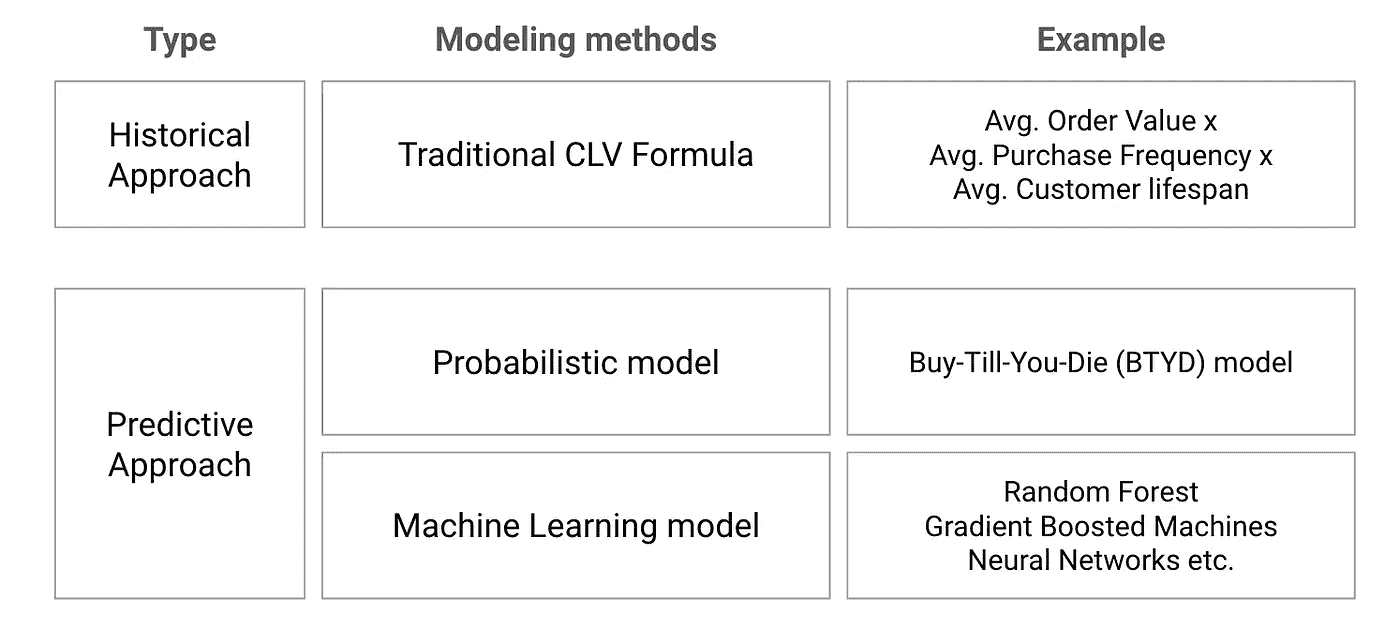 Type
Modeling methods
Example
Historical
Approach
Traditional CLV Formula
Avg. Order Value x
Avg. Purchase Frequency x
Avg. Customer lifespan
Predictive
Approach
Probabilistic model
Buy-Till-You-Die (BTYD) model
Machine Learning model
Random Forest
Gradient Boosted Machines
Neural Networks etc.